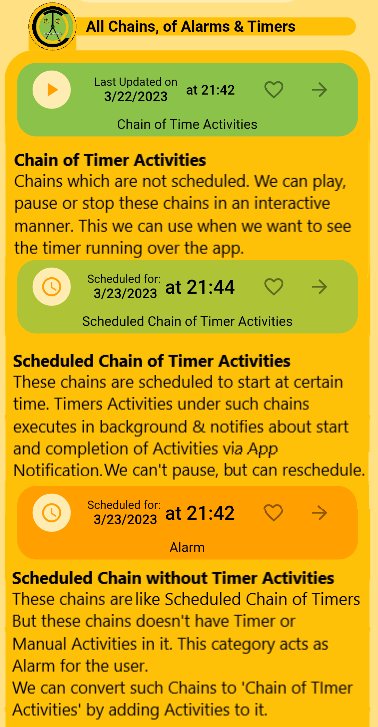 All Chains, of Alarms & Timers
Last Updated on
3/22/2023 at 21:42
Chain of Time Activities
Chain of Timer Activities
Chains which are not scheduled. We can play,
pause or stop these chains in an interactive
manner. This we can use when we want to see
the timer running over the app.
Scheduled for:
3/23/2023 at 21:44
Scheduled Chain of Timer Activities
Scheduled Chain of Timer Activities
These chains are scheduled to start at certain
time. Timers Activities under such chains
executes in background & notifies about start
and completion of Activities via App
Notification.We can't pause, but can reschedule.
Scheduled for:
3/23/2023 at 21:42
Alarm
Scheduled Chain without Timer Activities
These chains are like Scheduled Chain of Timers
But these chains doesn't have Timer or
Manual Activities in it. This category acts as
Alarm for the user.
We can convert such Chains to 'Chain of TImer
Activities' by adding Activities to it.